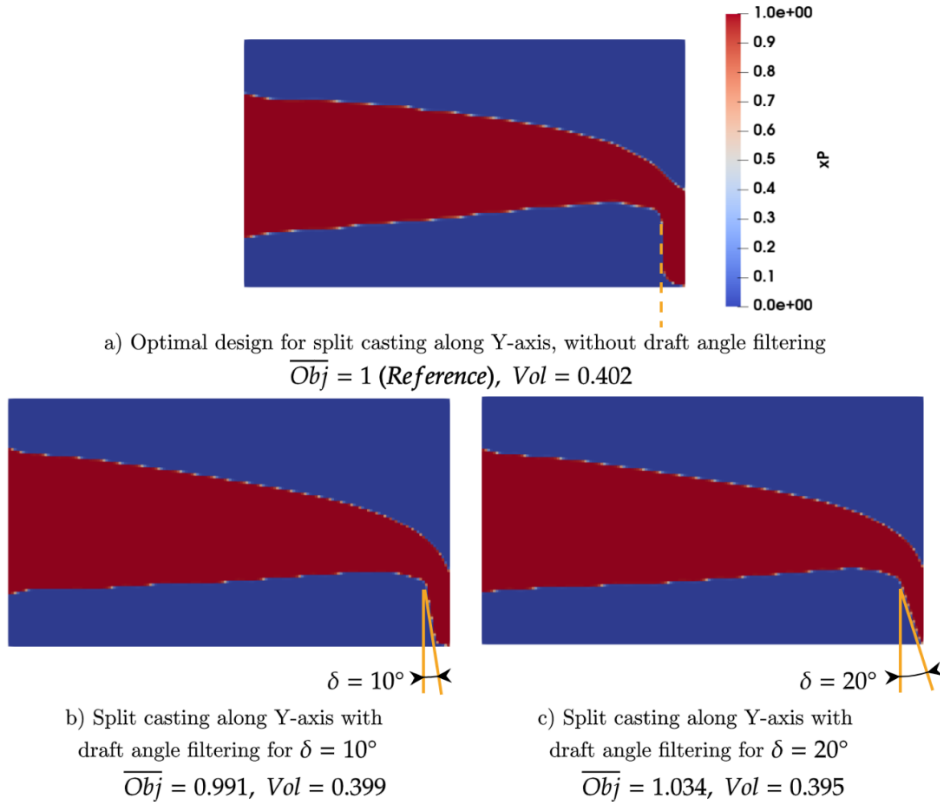 1.0e+00
0.9
0.8
0.7
0.6
0.5
0.4
0.3
0.2
0.1
0.0e+00
xP
a) Optimal design for split casting along Y-axis, without draft angle filtering
O̅b̅j̅ = 1 (Reference), Vol = 0.402
δ = 10°
δ = 20°
b) Split casting along Y-axis with
draft angle filtering for δ = 10°
O̅b̅j̅ = 0.991, Vol = 0.399
c) Split casting along Y-axis with
draft angle filtering for δ = 20°
O̅b̅j̅ = 1.034, Vol = 0.395